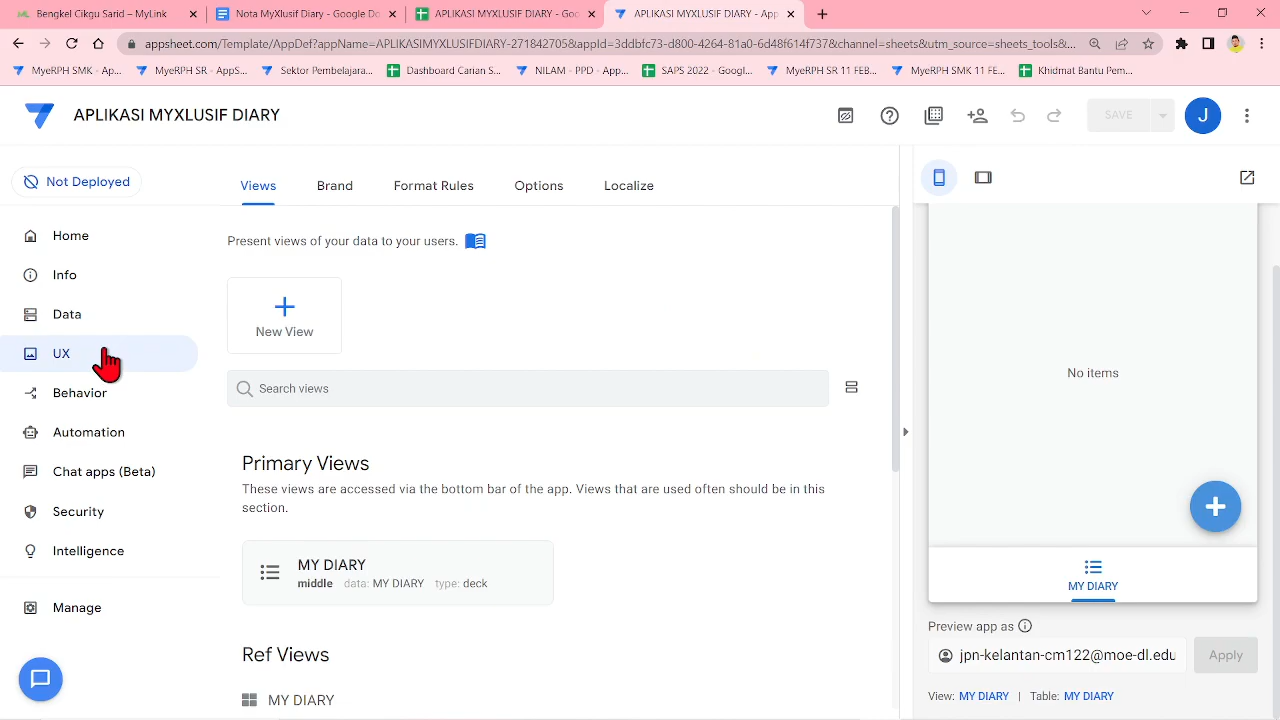 Bengkel Cikgu Sarid – MyLink
Nota MyXlusif Diary - Google Do
APLIKASI MYXLUSIF DIARY - Goo
APLIKASI MYXLUSIF DIARY - App
appsheet.com/Template/AppDef?appName=APLIKASIMYXLUSIFDIARY-271842705&appId=3ddbfc73-d800-4264-81a0-6d48f614f737&channel=sheets&utm_source=sheets_tools&...
MyeRPH SMK - Ap...
MyeRPH SR - AppS...
Sektor Pembelajara...
Dashboard Carian S...
NILAM - PPD - App...
SAPS 2022 - Googl...
MyeRPH SR 11 FEB...
MyeRPH SMK 11 FE...
Khidmat Bantu Pem...
APLIKASI MYXLUSIF DIARY
SAVE
J
Not Deployed
Home
Info
Data
UX
Behavior
Automation
Chat apps (Beta)
Security
Intelligence
Manage
Views
Brand
Format Rules
Options
Localize
Present views of your data to your users.
New View
Search views
Primary Views
These views are accessed via the bottom bar of the app. Views that are used often should be in this
section.
MY DIARY
middle data: MY DIARY type: deck
Ref Views
MY DIARY
No items
MY DIARY
Preview app as
jpn-kelantan-cm122@moe-dl.edu
Apply
View: MY DIARY | Table: MY DIARY